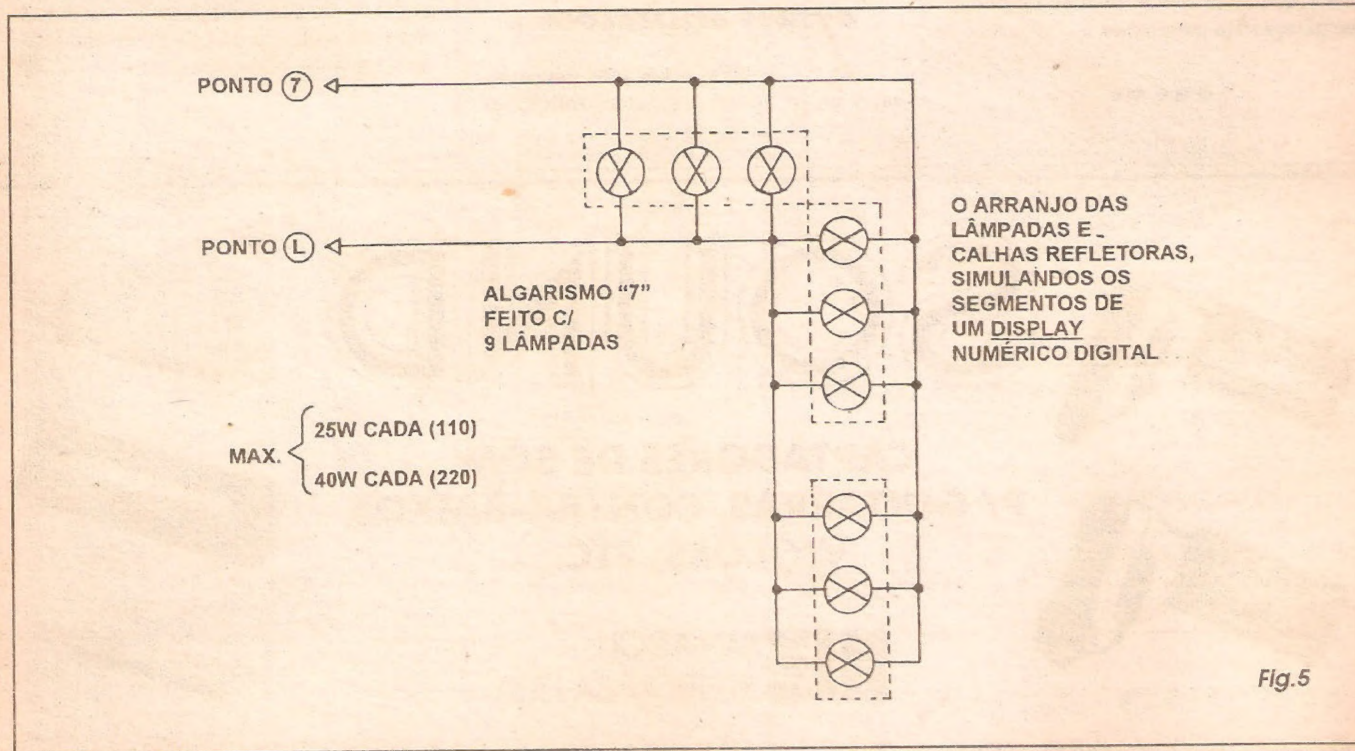 PONTO 7
PONTO L
ALGARISMO "7"
FEITO C/
9 LÂMPADAS
O ARRANJO DAS
LÂMPADAS E
CALHAS REFLETORAS,
SIMULANDOS OS
SEGMENTOS DE
UM DISPLAY
NUMÉRICO DIGITAL
MAX.
25W CADA (110)
40W CADA (220)
Fig.5